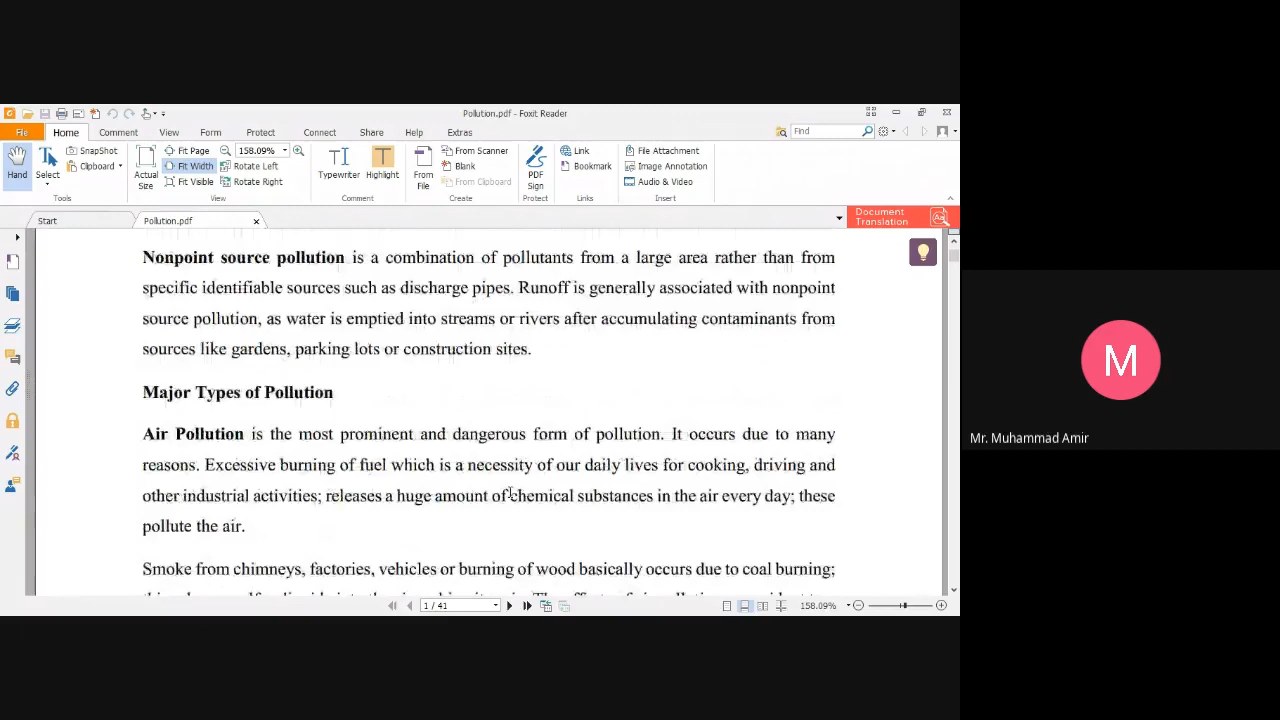 Pollution.pdf - Foxit Reader
File Home Comment View Form Protect Connect Share Help Extras Find
Hand
Select
SnapShot
Clipboard
Tools
Actual Size
Fit Page
Fit Width
Fit Visible
158.09%
Rotate Left
Rotate Right
View
Typewriter
Highlight
Comment
From File
From Scanner
Blank
From Clipboard
Create
PDF Sign
Protect
Link
Bookmark
Links
File Attachment
Image Annotation
Audio & Video
Insert
Start
Pollution.pdf
Document Translation
Nonpoint source pollution is a combination of pollutants from a large area rather than from
specific identifiable sources such as discharge pipes. Runoff is generally associated with nonpoint
source pollution, as water is emptied into streams or rivers after accumulating contaminants from
sources like gardens, parking lots or construction sites.
Major Types of Pollution
Air Pollution is the most prominent and dangerous form of pollution. It occurs due to many
reasons. Excessive burning of fuel which is a necessity of our daily lives for cooking, driving and
other industrial activities; releases a huge amount of chemical substances in the air every day; these
pollute the air.
Smoke from chimneys, factories, vehicles or burning of wood basically occurs due to coal burning;
1 / 41
158.09%
M
Mr. Muhammad Amir